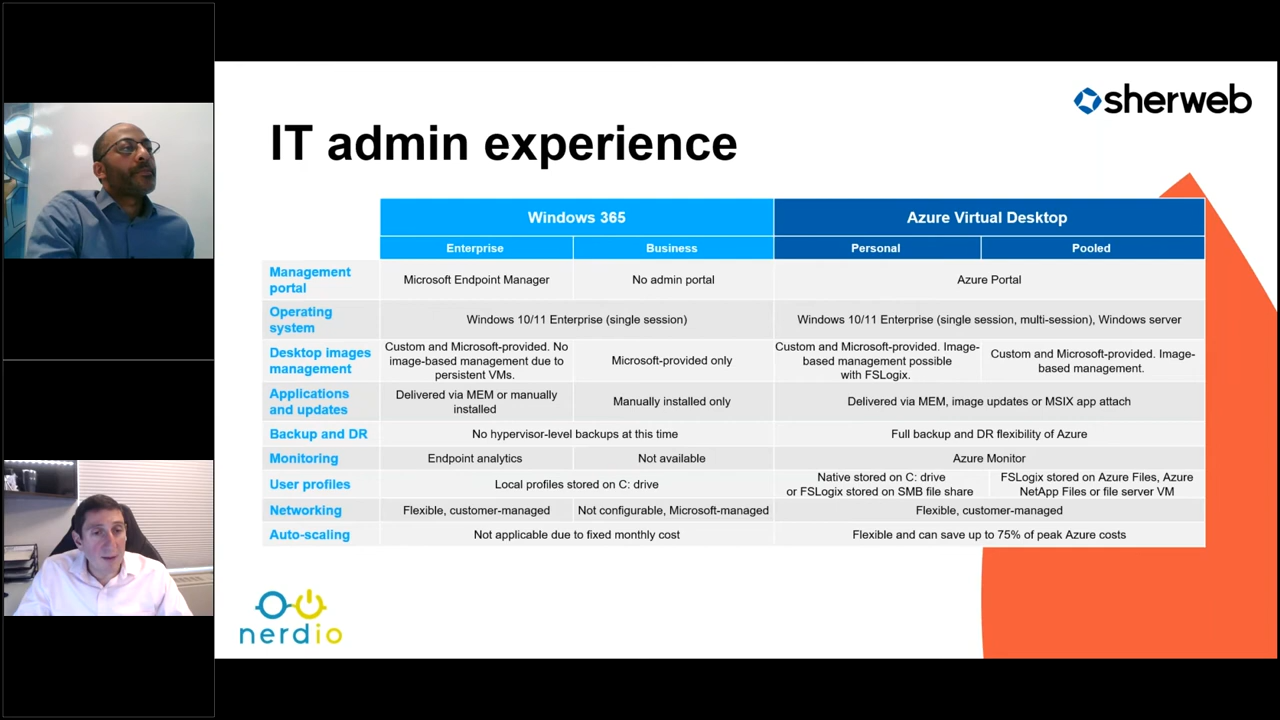 sherweb
IT admin experience
Windows 365
Azure Virtual Desktop
Enterprise
Business
Personal
Pooled
Management
portal
Microsoft Endpoint Manager
No admin portal
Azure Portal
Operating
system
Windows 10/11 Enterprise (single session)
Windows 10/11 Enterprise (single session, multi-session), Windows server
Desktop images
management
Custom and Microsoft-provided. No
image-based management due to
persistent VMs.
Microsoft-provided only
Custom and Microsoft-provided. Image-
based management possible
with FSLogix.
Custom and Microsoft-provided. Image-
based management.
Applications
and updates
Delivered via MEM or manually
installed
Manually installed only
Delivered via MEM, image updates or MSIX app attach
Backup and DR
No hypervisor-level backups at this time
Full backup and DR flexibility of Azure
Monitoring
Endpoint analytics
Not available
Azure Monitor
User profiles
Local profiles stored on C: drive
Native stored on C: drive
or FSLogix stored on SMB file share
FSLogix stored on Azure Files, Azure
NetApp Files or file server VM
Networking
Flexible, customer-managed
Not configurable, Microsoft-managed
Flexible, customer-managed
Auto-scaling
Not applicable due to fixed monthly cost
Flexible and can save up to 75% of peak Azure costs
nerdio